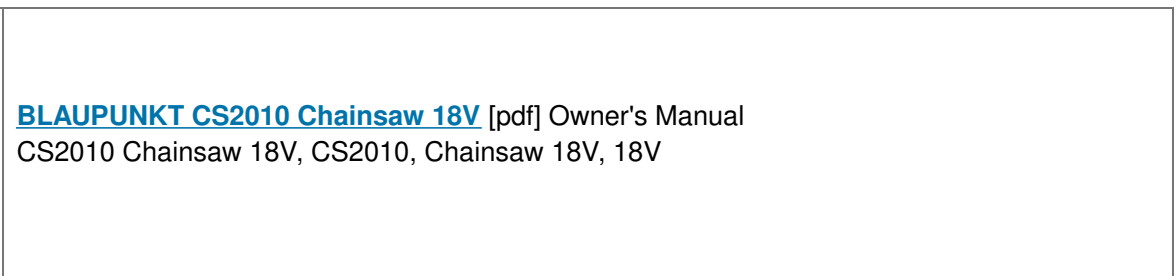 BLAUPUNKT CS2010 Chainsaw 18V [pdf] Owner's Manual
CS2010 Chainsaw 18V, CS2010, Chainsaw 18V, 18V